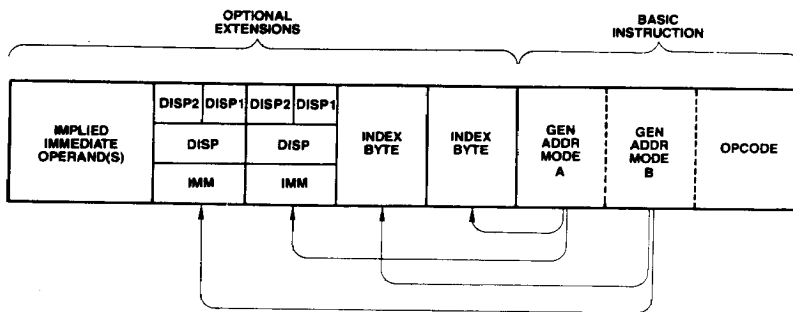 OPTIONAL
EXTENSIONS
BASIC
INSTRUCTION
IMPLIED
IMMEDIATE
OPERAND(S)
DISP2 DISP1
DISP
IMM
DISP2 DISP1
DISP
IMM
INDEX
BYTE
INDEX
BYTE
GEN
ADDR
MODE
A
GEN
ADDR
MODE
B
OPCODE